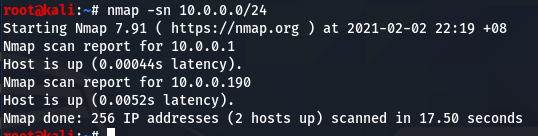 root@kali:~# nmap -sn 10.0.0.0/24
Starting Nmap 7.91 ( https://nmap.org ) at 2021-02-02 22:19 +08
Nmap scan report for 10.0.0.1
Host is up (0.00044s latency).
Nmap scan report for 10.0.0.190
Host is up (0.0052s latency).
Nmap done: 256 IP addresses (2 hosts up) scanned in 17.50 seconds
root@kali:~#